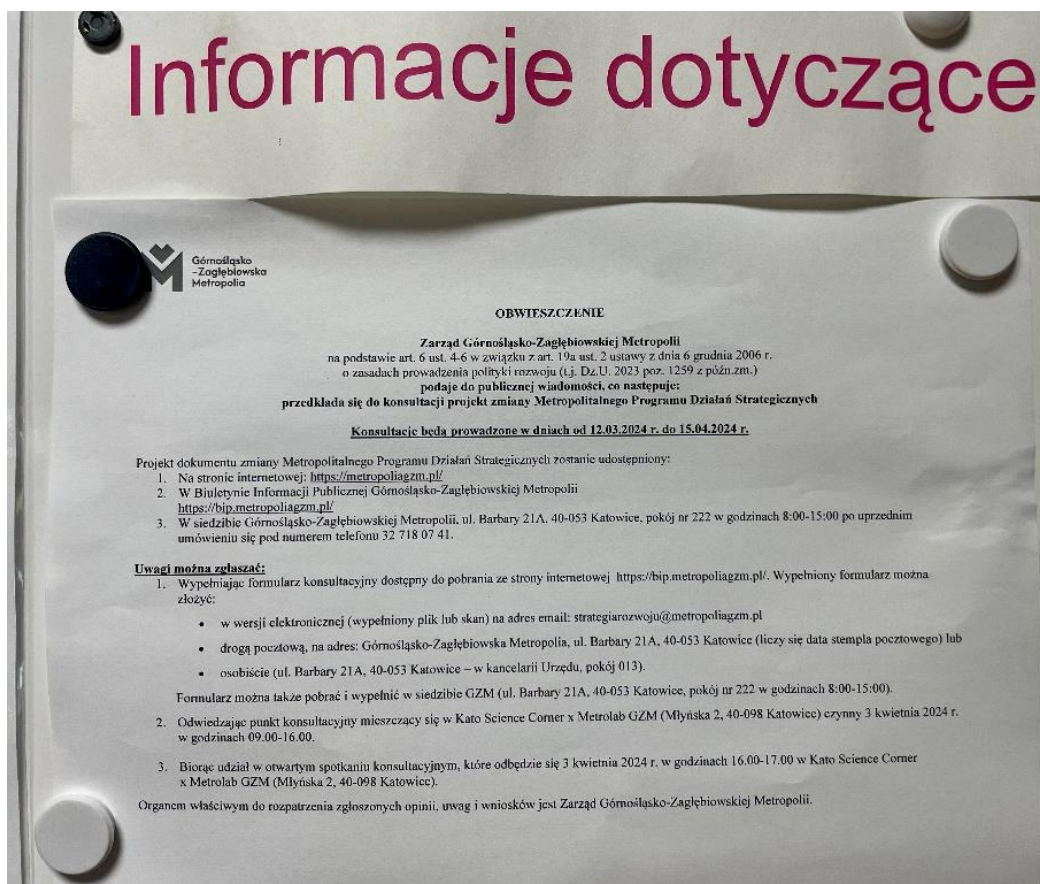 Informacje dotyczące
Górnośląsko
-Zagłębiowska
Metropolia
OBWIESZCZENIE
Zarząd Górnośląsko-Zagłębiowskiej Metropolii
na podstawie art. 6 ust. 4-6 w związku z art. 19a ust. 2 ustawy z dnia 6 grudnia 2006 r.
o zasadach prowadzenia polityki rozwoju (t.j. Dz.U. 2023 poz. 1259 z późn.zm.)
podaje do publicznej wiadomości, co następuje:
przedkłada się do konsultacji projekt zmiany Metropolitalnego Programu Działań Strategicznych
Konsultacje będą prowadzone w dniach od 12.03.2024 r. do 15.04.2024 r.
Projekt dokumentu zmiany Metropolitalnego Programu Działań Strategicznych zostanie udostępniony:
1. Na stronie internetowej: https://metropoliagzm.pl/
2. W Biuletynie Informacji Publicznej Górnośląsko-Zagłębiowskiej Metropolii
https://bip.metropoliagzm.pl/
3. W siedzibie Górnośląsko-Zagłębiowskiej Metropolii, ul. Barbary 21A, 40-053 Katowice, pokój nr 222 w godzinach 8:00-15:00 po uprzednim
umówieniu się pod numerem telefonu 32 718 07 41.
Uwagi można zgłaszać:
1. Wypełniając formularz konsultacyjny dostępny do pobrania ze strony internetowej https://bip.metropoliagzm.pl/. Wypełniony formularz można
złożyć:
• w wersji elektronicznej (wypełniony plik lub skan) na adres email: strategiarozwoju@metropoliagzm.pl
• drogą pocztową, na adres: Górnośląsko-Zagłębiowska Metropolia, ul. Barbary 21A, 40-053 Katowice (liczy się data stempla pocztowego) lub
• osobiście (ul. Barbary 21A, 40-053 Katowice – w kancelarii Urzędu, pokój 013).
Formularz można także pobrać i wypełnić w siedzibie GZM (ul. Barbary 21A, 40-053 Katowice, pokój nr 222 w godzinach 8:00-15:00).
2. Odwiedzając punkt konsultacyjny mieszczący się w Kato Science Corner x Metrolab GZM (Młyńska 2, 40-098 Katowice) czynny 3 kwietnia 2024 r.
w godzinach 09.00-16.00.
3. Biorąc udział w otwartym spotkaniu konsultacyjnym, które odbędzie się 3 kwietnia 2024 r. w godzinach 16.00-17.00 w Kato Science Corner
x Metrolab GZM (Młyńska 2, 40-098 Katowice).
Organem właściwym do rozpatrzenia zgłoszonych opinii, uwag i wniosków jest Zarząd Górnośląsko-Zagłębiowskiej Metropolii.